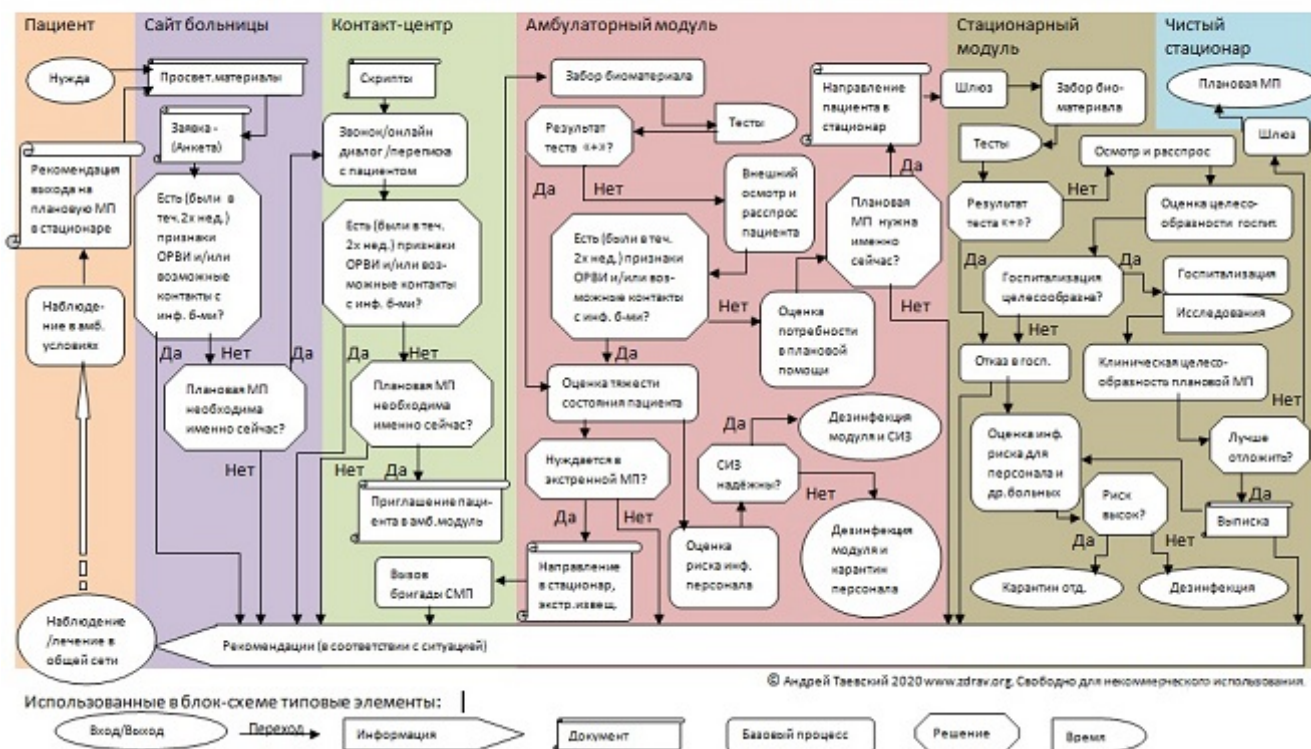 Пациент
Сайт больницы
Контакт-центр
Амбулаторный модуль
Стационарный
модуль
Чистый
стационар
Нужда
Рекомендация
выхода на
плановую МП
в стационаре
Наблюде-
ние в амб.
условиях
Наблюдение
/лечение в
общей сети
Просвет.материалы
Заявка -
(Анкета)
Есть (были в
теч.2х нед.)
признаки
ОРВИ и/или
возможные
контакты с
инф. б-ми?
Да
Нет
Плановая МП
необходима
именно сейчас?
Да
Нет
Скрипты
Звонок/онлайн
диалог /переписка
с пациентом
Есть (были в теч.
2х нед.) признаки
ОРВИ и/или воз-
можные контакты
с инф. б-ми?
Да
Нет
Плановая МП
необходима
именно сейчас?
Нет
Да
Приглашение паци-
ента в амб.модуль
Вызов
бригады СМП
Забор биоматериала
Тесты
Результат
теста «+»?
Да
Нет
Внешний
осмотр и
расспрос
пациента
Есть (были в теч.
2х нед.) признаки
ОРВИ и/или воз-
можные контакты
с инф. б-ми?
Нет
Да
Оценка
потребности
в плановой
помощи
Направление
пациента в
стационар
Да
Плановая
МП нужна
именно
сейчас?
Нет
Оценка тяжести
состояния пациента
Нуждается в
экстренной МП?
Да
Нет
Направление
в стационар,
экстр.извещ.
Оценка
риска инф.
персонала
СИЗ
надёжны?
Да
Нет
Дезинфекция
модуля и СИЗ
Дезинфекция
модуля и
карантин
персонала
Шлюз
Забор био-
материала
Тесты
Результат
теста «+»?
Нет
Да
Осмотр и расспрос
Оценка целесо-
образности госпит.
Госпитализация
целесообразна?
Да
Нет
Госпитализация
Исследования
Отказ в госп.
Клиническая целесо-
образность плановой МП
Лучше
отложить?
Нет
Да
Выписка
Оценка инф.
риска для
персонала и
др.больных
Риск
высок?
Да
Нет
Карантин отд.
Дезинфекция
Плановая МП
Шлюз
Рекомендации (в соответствии с ситуацией)
© Андрей Таевский 2020 www.zdrav.org. Свободно для некоммерческого использования.
Использованные в блок-схеме типовые элементы:
Вход/Выход
Переход
Информация
Документ
Базовый процесс
Решение
Время